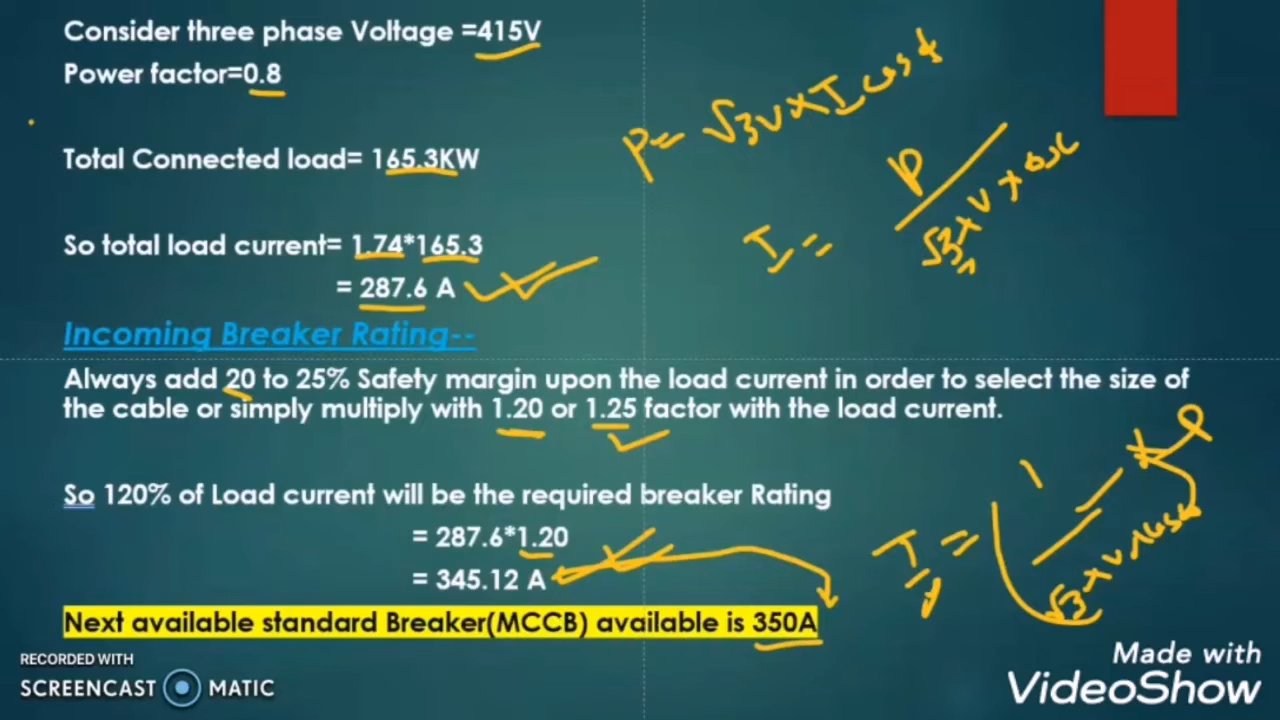 Consider three phase Voltage =415V
Power factor=0.8
P= √3V×I cosϕ
Total Connected load= 165.3KW
I = P / √3×V×cosϕ
So total load current= 1.74*165.3
= 287.6 A
Incoming Breaker Rating--
Always add 20 to 25% Safety margin upon the load current in order to select the size of
the cable or simply multiply with 1.20 or 1.25 factor with the load current.
So 120% of Load current will be the required breaker Rating
= 287.6*1.20
= 345.12 A
Next available standard Breaker(MCCB) available is 350A
RECORDED WITH
SCREENCAST MATIC
Made with
VideoShow